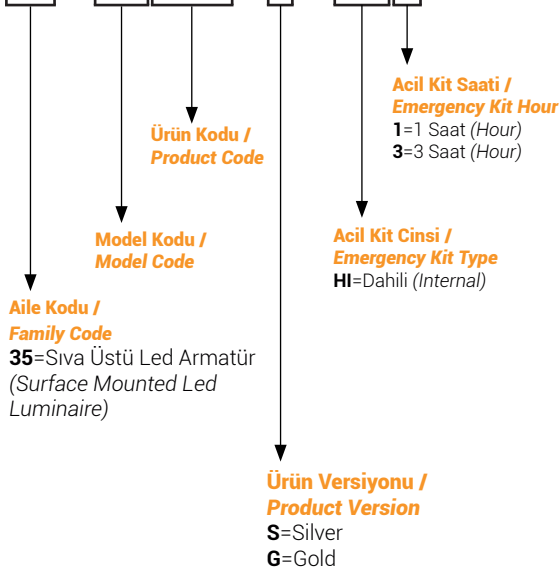 Acil Kit Saati /
Emergency Kit Hour
1=1 Saat (Hour)
3=3 Saat (Hour)
Ürün Kodu /
Product Code
Model Kodu /
Model Code
Acil Kit Cinsi /
Emergency Kit Type
HI=Dahili (Internal)
Aile Kodu /
Family Code
35=Sıva Üstü Led Armatür
(Surface Mounted Led
Luminaire)
Ürün Versiyonu /
Product Version
S=Silver
G=Gold